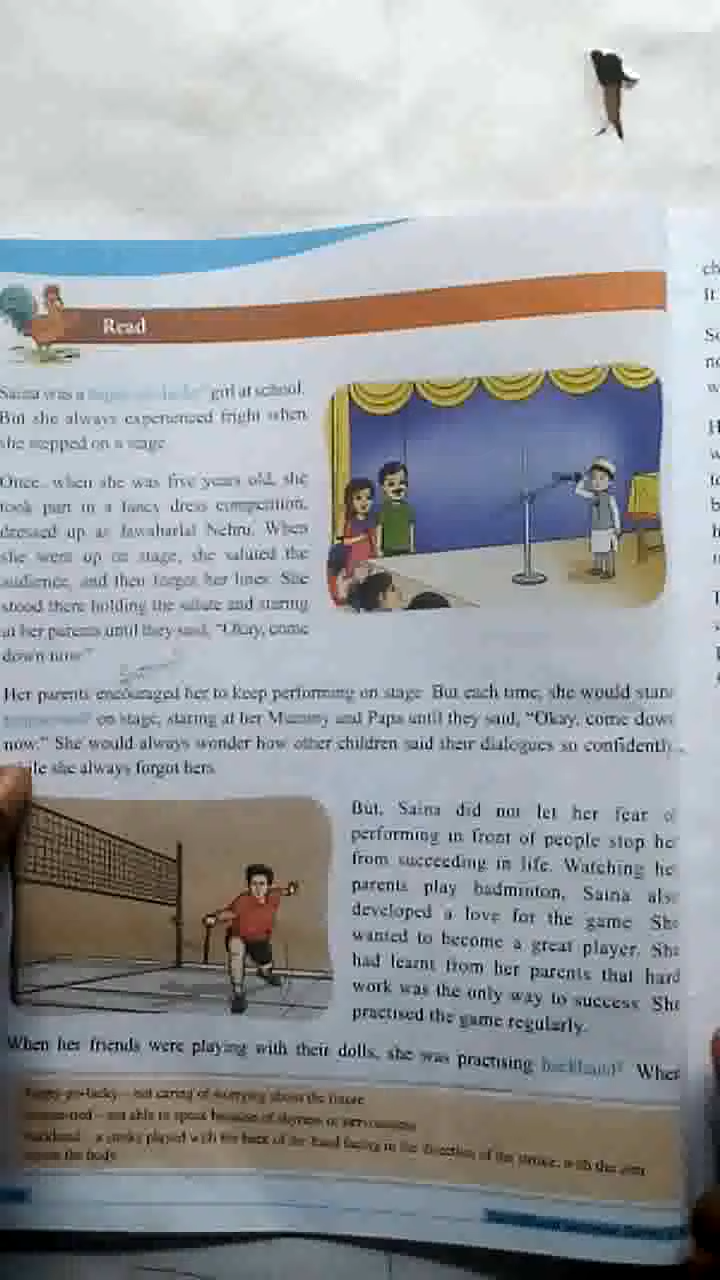 Read
Saina was a happy-go-lucky girl at school.
But she always experienced fright when
she stepped on a stage.
Once, when she was five years old, she
took part in a fancy dress competition,
dressed up as Jawaharlal Nehru. When
she went up on stage, she saluted the
audience, and then forgot her lines. She
stood there holding the salute and staring
at her parents until they said, "Okay, come
down now."
Her parents encouraged her to keep performing on stage. But each time, she would stand
on stage, staring at her Mummy and Papa until they said, "Okay, come down
now." She would always wonder how other children said their dialogues so confidently
while she always forgot hers.
But, Saina did not let her fear of
performing in front of people stop her
from succeeding in life. Watching her
parents play badminton, Saina also
developed a love for the game. She
wanted to become a great player. She
had learnt from her parents that hard
work was the only way to success. She
practised the game regularly.
When her friends were playing with their dolls, she was practising backhand. When
happy-go-lucky – not caring or worrying about the future
tongue-tied – not able to speak because of shyness or nervousness
backhand – a stroke played with the back of the hand facing in the direction of the stroke, with the arm
across the body